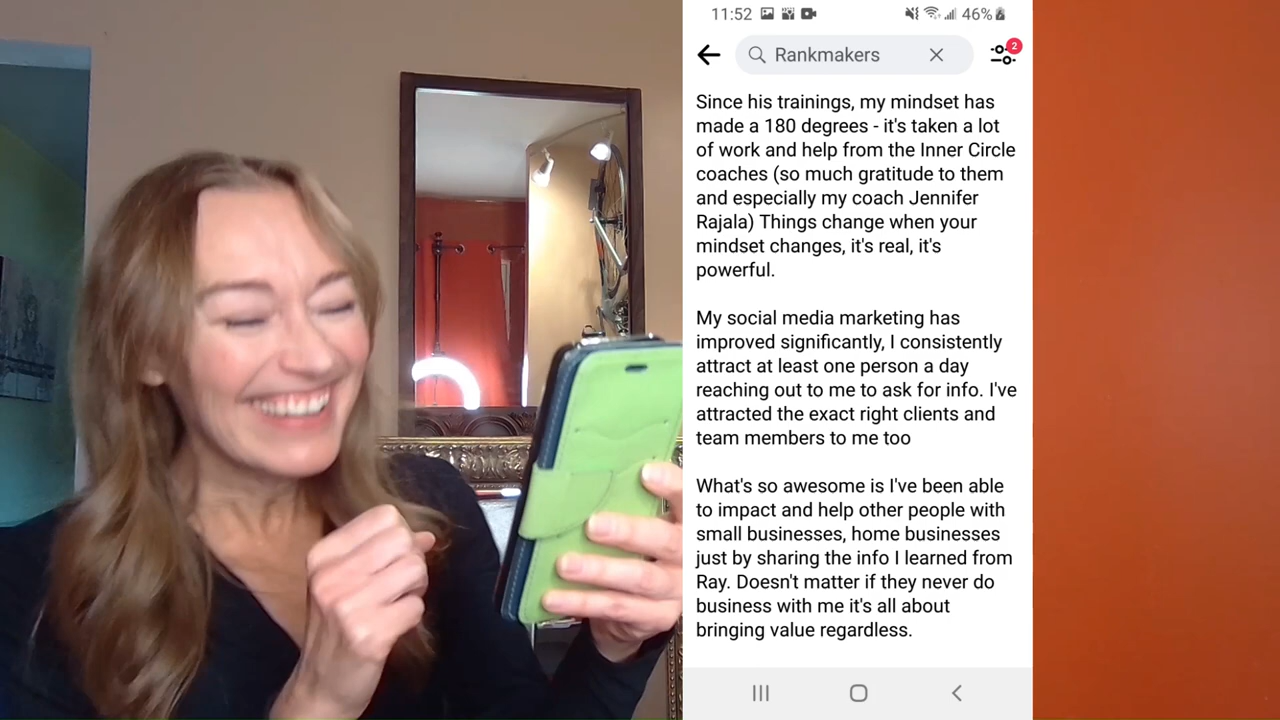 11:52
46%
Rankmakers
2
Since his trainings, my mindset has
made a 180 degrees - it's taken a lot
of work and help from the Inner Circle
coaches (so much gratitude to them
and especially my coach Jennifer
Rajala) Things change when your
mindset changes, it's real, it's
powerful.
My social media marketing has
improved significantly, I consistently
attract at least one person a day
reaching out to me to ask for info. I've
attracted the exact right clients and
team members to me too
What's so awesome is I've been able
to impact and help other people with
small businesses, home businesses
just by sharing the info I learned from
Ray. Doesn't matter if they never do
business with me it's all about
bringing value regardless.